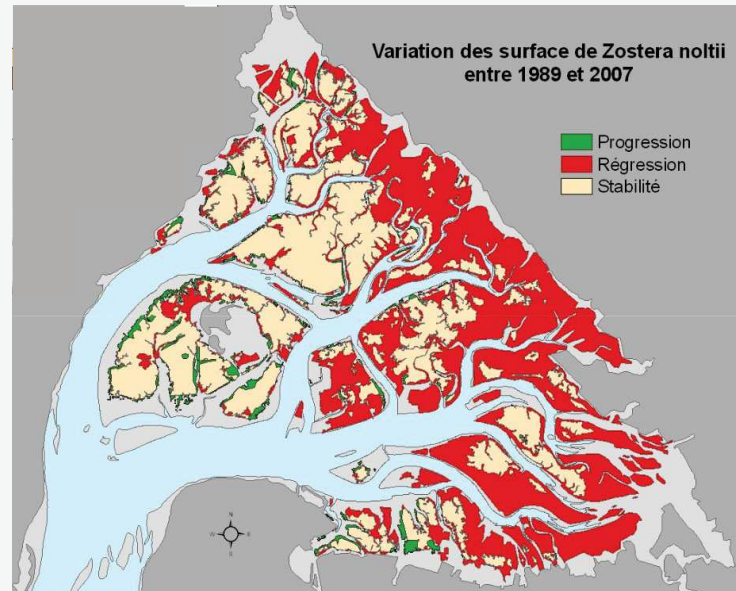 Variation des surface de Zostera noltii
entre 1989 et 2007
Progression
Régression
Stabilité
N
W
E
S